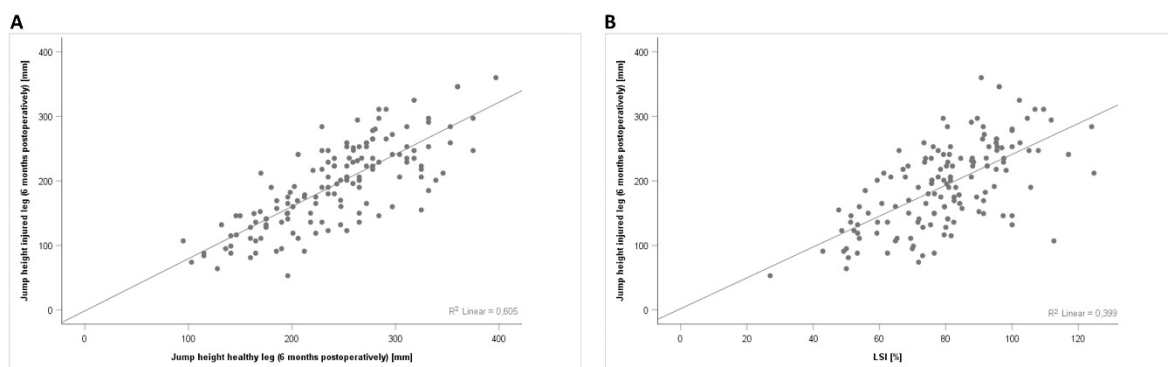 A
Jump height injured leg (6 months postoperatively) [mm]
400
300
200
100
0
0 100 200 300 400
Jump height healthy leg (6 months postoperatively) [mm]
R² Linear = 0,605
B
Jump height injured leg (6 months postoperatively) [mm]
400
300
200
100
0
0 20 40 60 80 100 120
LSI [%]
R² Linear = 0,399